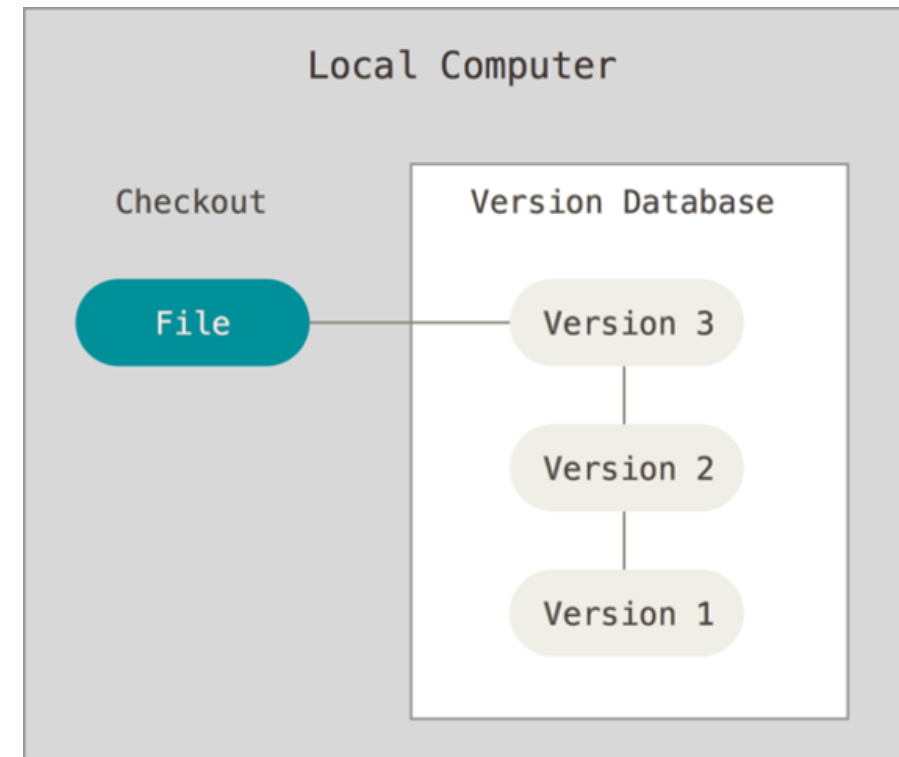 Local Computer
Checkout
Version Database
File
Version 3
Version 2
Version 1